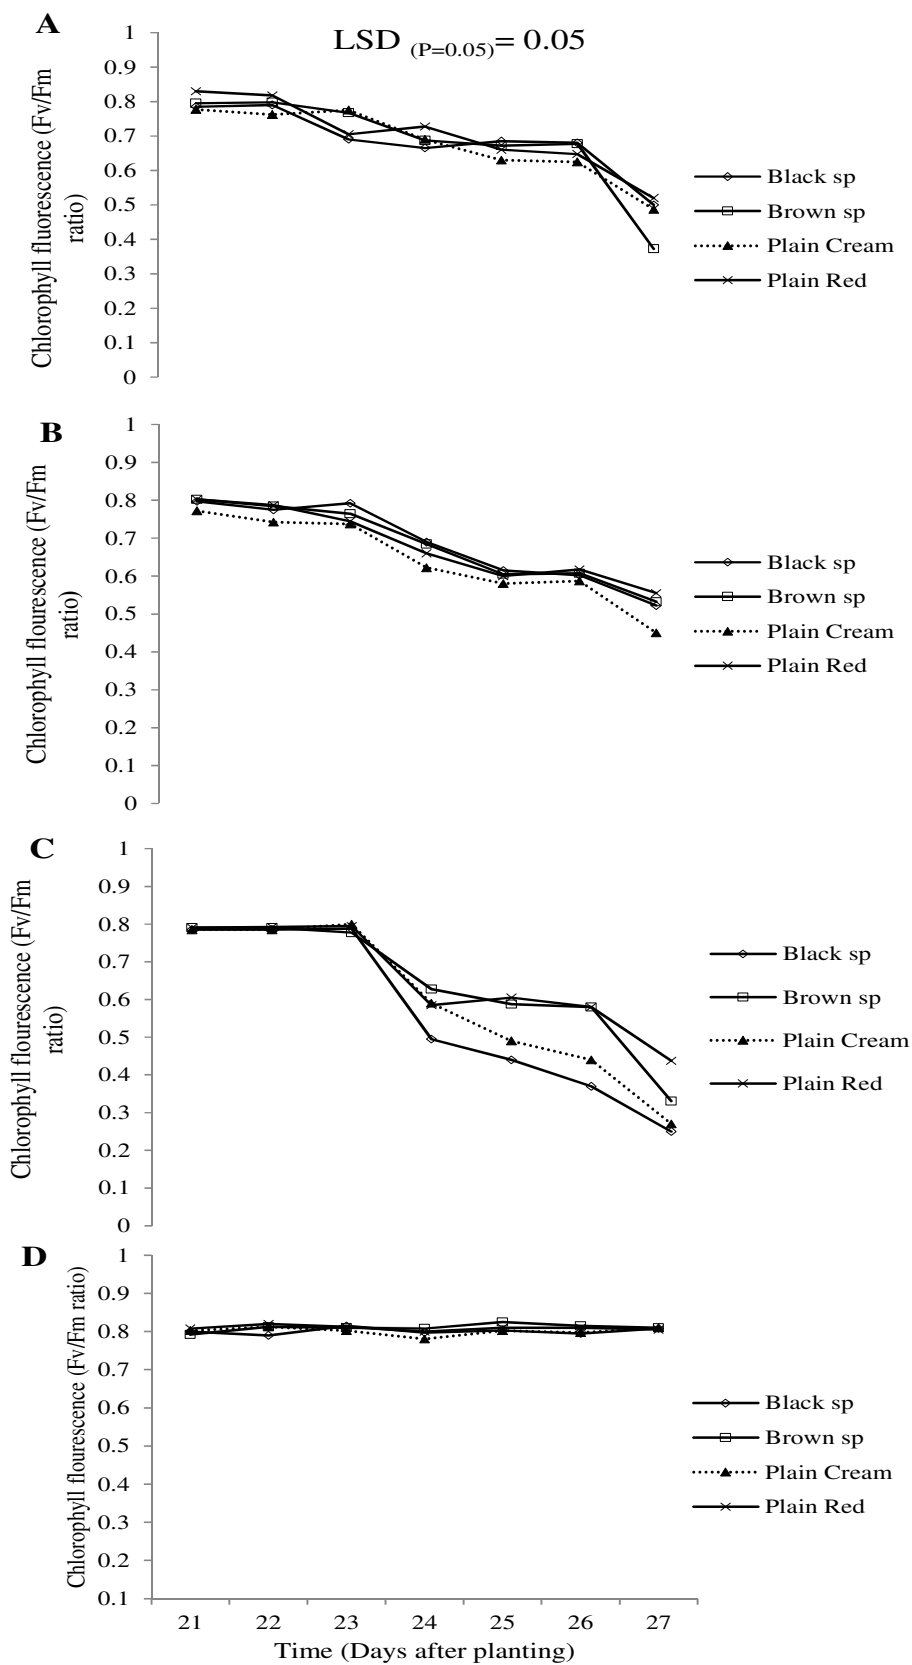 A
LSD (P=0.05)= 0.05
1
0.9
0.8
0.7
0.6
0.5
0.4
0.3
0.2
0.1
0
Chlorophyll fluorescence (Fv/Fm
ratio)
Black sp
Brown sp
Plain Cream
Plain Red
B
1
0.9
0.8
0.7
0.6
0.5
0.4
0.3
0.2
0.1
0
Chlorophyll flourescence (Fv/Fm
ratio)
Black sp
Brown sp
Plain Cream
Plain Red
C
1
0.9
0.8
0.7
0.6
0.5
0.4
0.3
0.2
0.1
0
Chlorophyll flourescence (Fv/Fm
ratio)
Black sp
Brown sp
Plain Cream
Plain Red
D
1
0.9
0.8
0.7
0.6
0.5
0.4
0.3
0.2
0.1
Chlorophyll flourescence (Fv/Fm ratio)
Black sp
Brown sp
Plain Cream
Plain Red
21 22 23 24 25 26 27
Time (Days after planting)